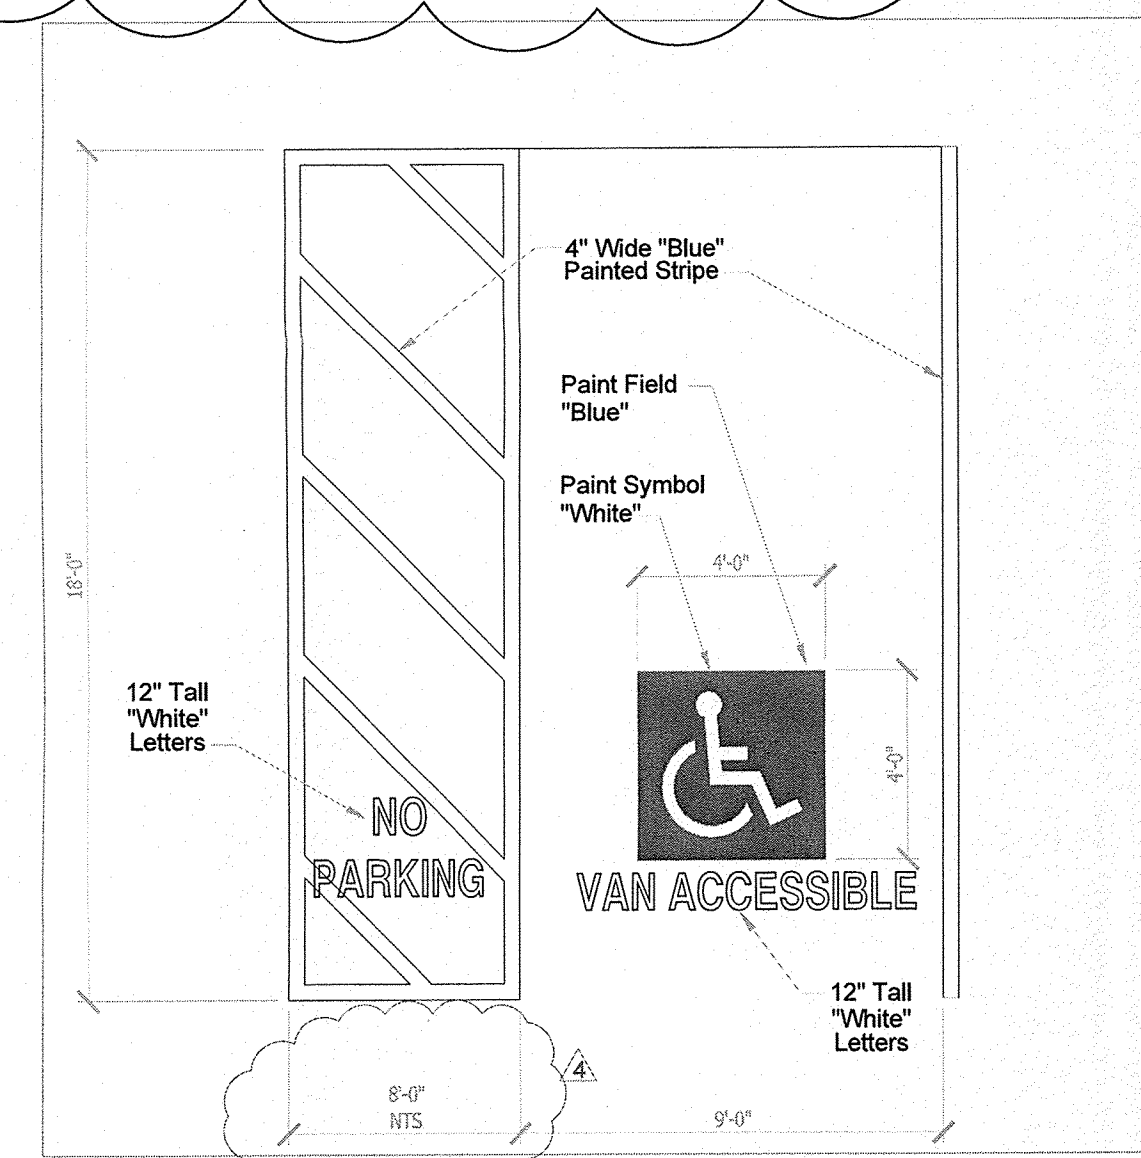 4" Wide "Blue"
Painted Stripe
Paint Field
"Blue"
Paint Symbol
"White"
4'-0"
18'-0"
12" Tall
"White"
Letters
4'-0"
NO
PARKING
VAN ACCESSIBLE
12" Tall
"White"
Letters
4
8'-0"
NTS
9'-0"